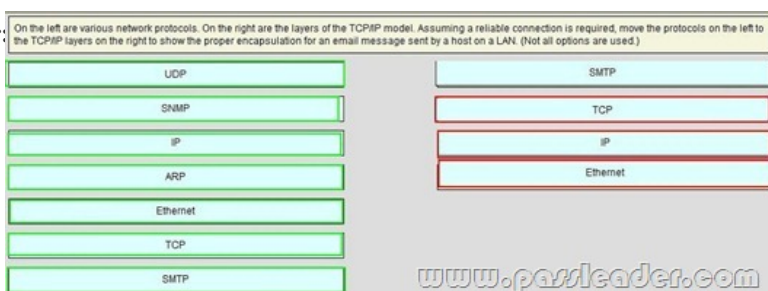 On the left are various network protocols. On the right are the layers of the TCP/IP model. Assuming a reliable connection is required, move the protocols on the left to
the TCP/IP layers on the right to show the proper encapsulation for an email message sent by a host on a LAN. (Not all options are used.)
UDP
SNMP
IP
ARP
Ethernet
TCP
SMTP
SMTP
TCP
IP
Ethernet
www.passleader.com